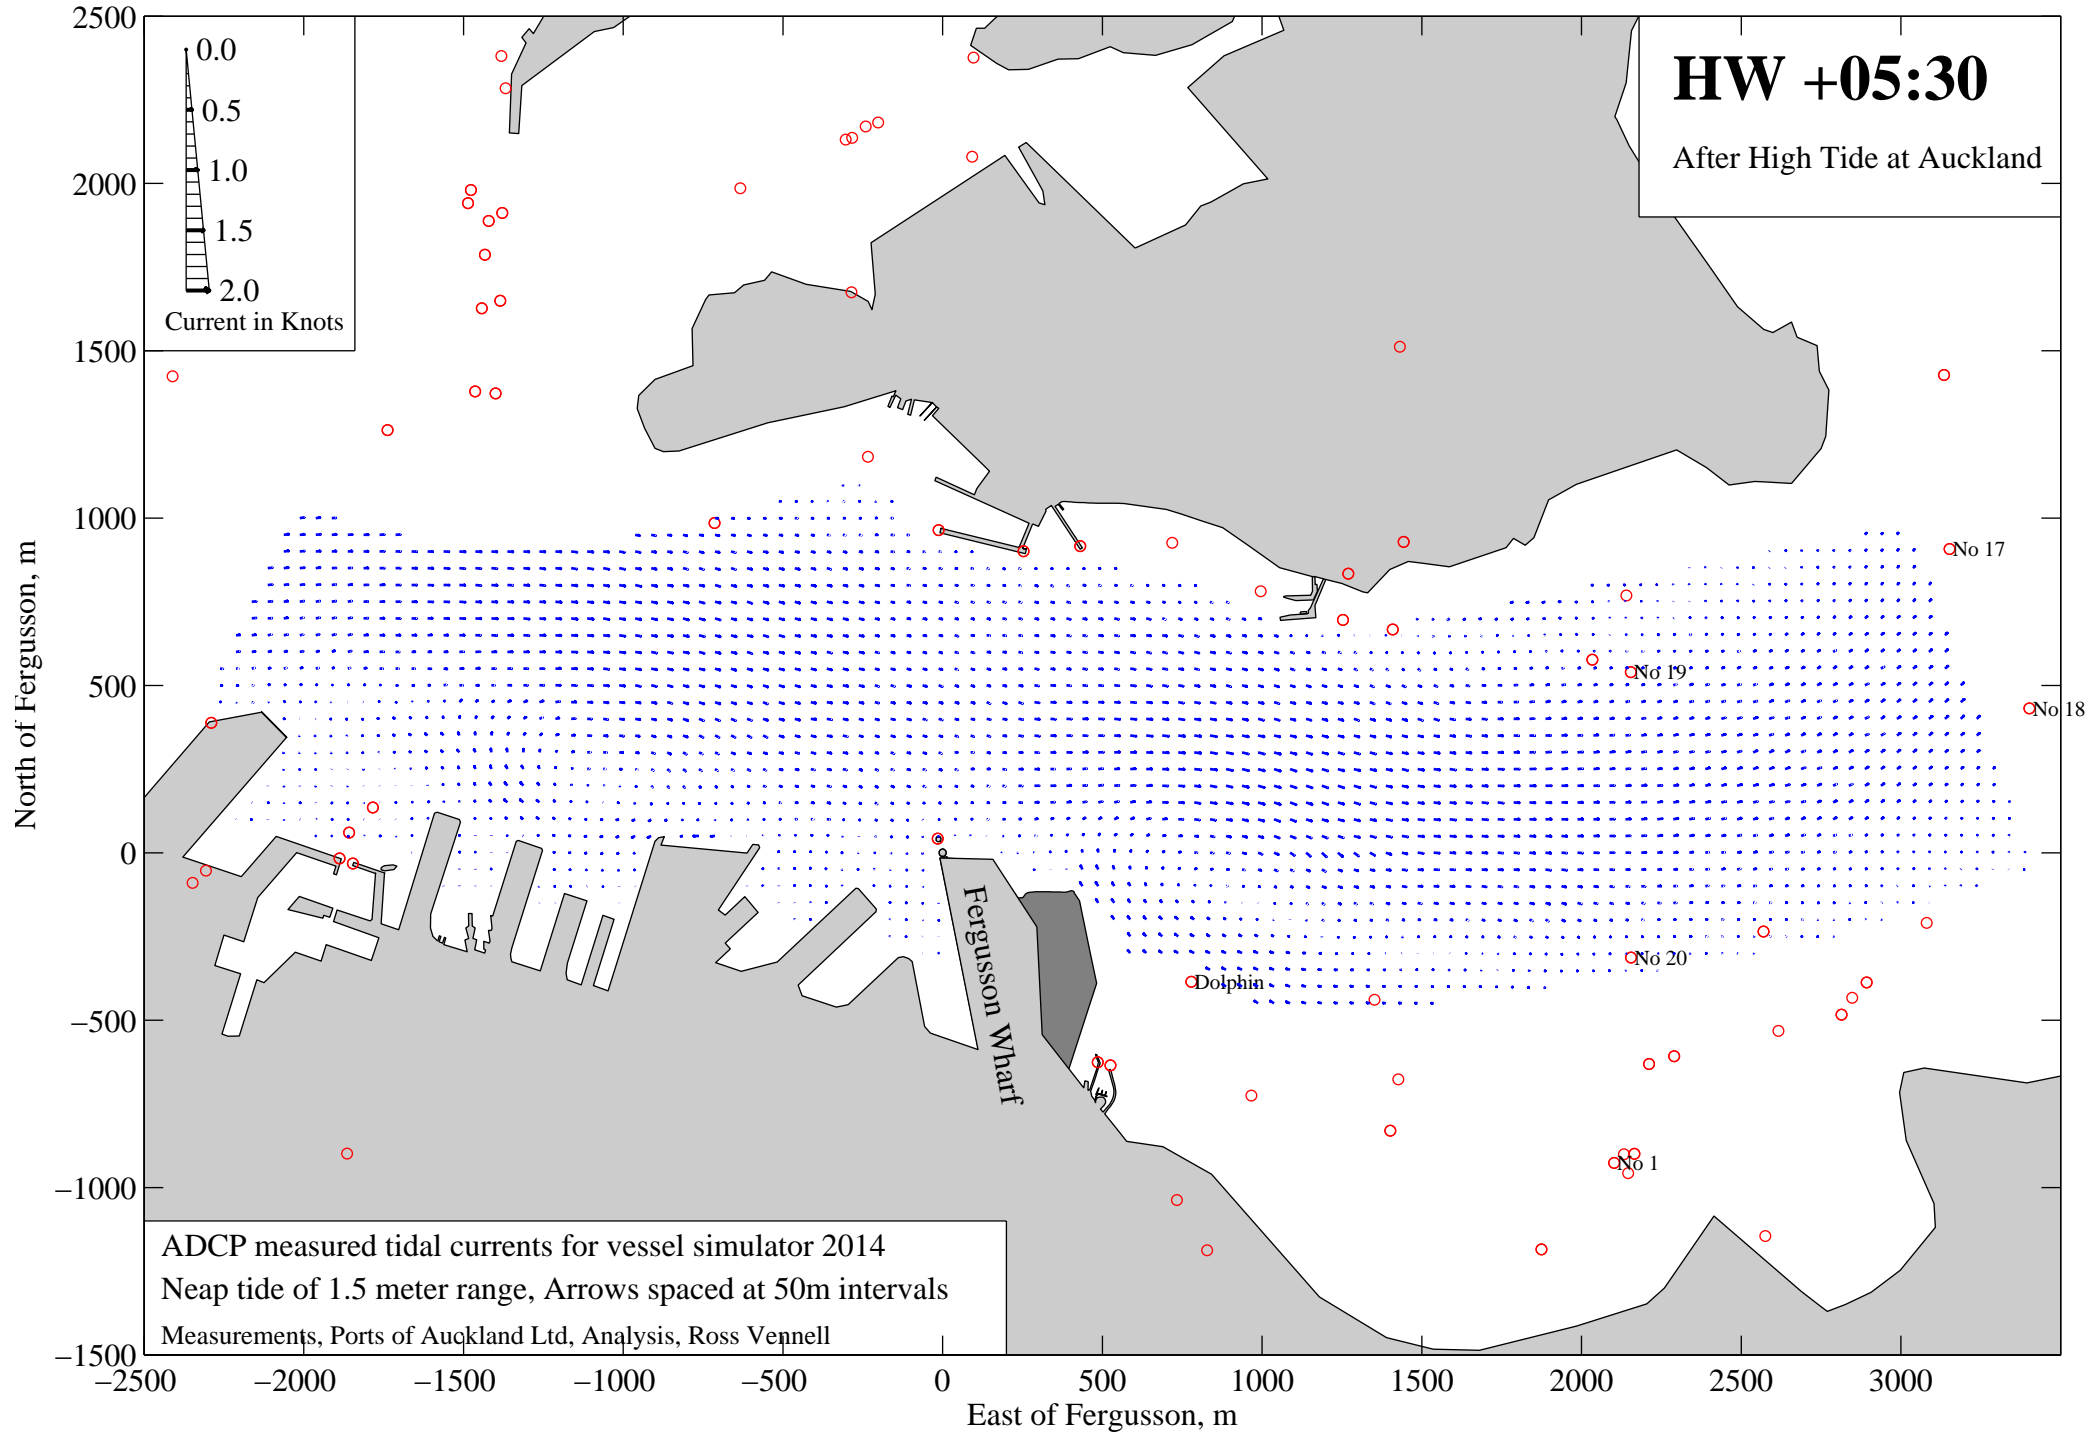 2500
2000
1500
1000
500
0
−500
−1000
−1500
North of Fergusson, m
0.0
0.5
1.0
1.5
2.0
Current in Knots
HW +05:30
After High Tide at Auckland
No 17
No 19
No 18
No 20
Dolphin
No 1
Fergusson Wharf
ADCP measured tidal currents for vessel simulator 2014
Neap tide of 1.5 meter range, Arrows spaced at 50m intervals
Measurements, Ports of Auckland Ltd, Analysis, Ross Vennell
−2500 −2000 −1500 −1000 −500 0 500 1000 1500 2000 2500 3000
East of Fergusson, m